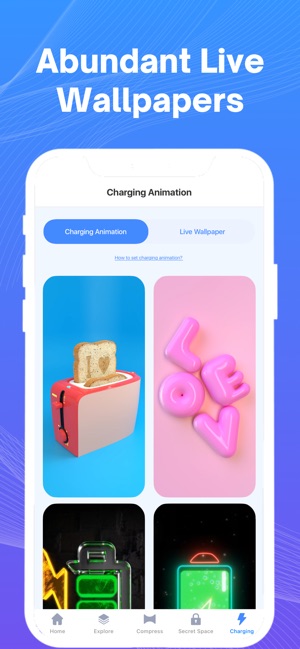 Abundant Live
Wallpapers
Charging Animation
Charging Animation
Live Wallpaper
How to set charging animation?
I ♥
L
E
O
V
Home
Explore
Compress
Secret Space
Charging